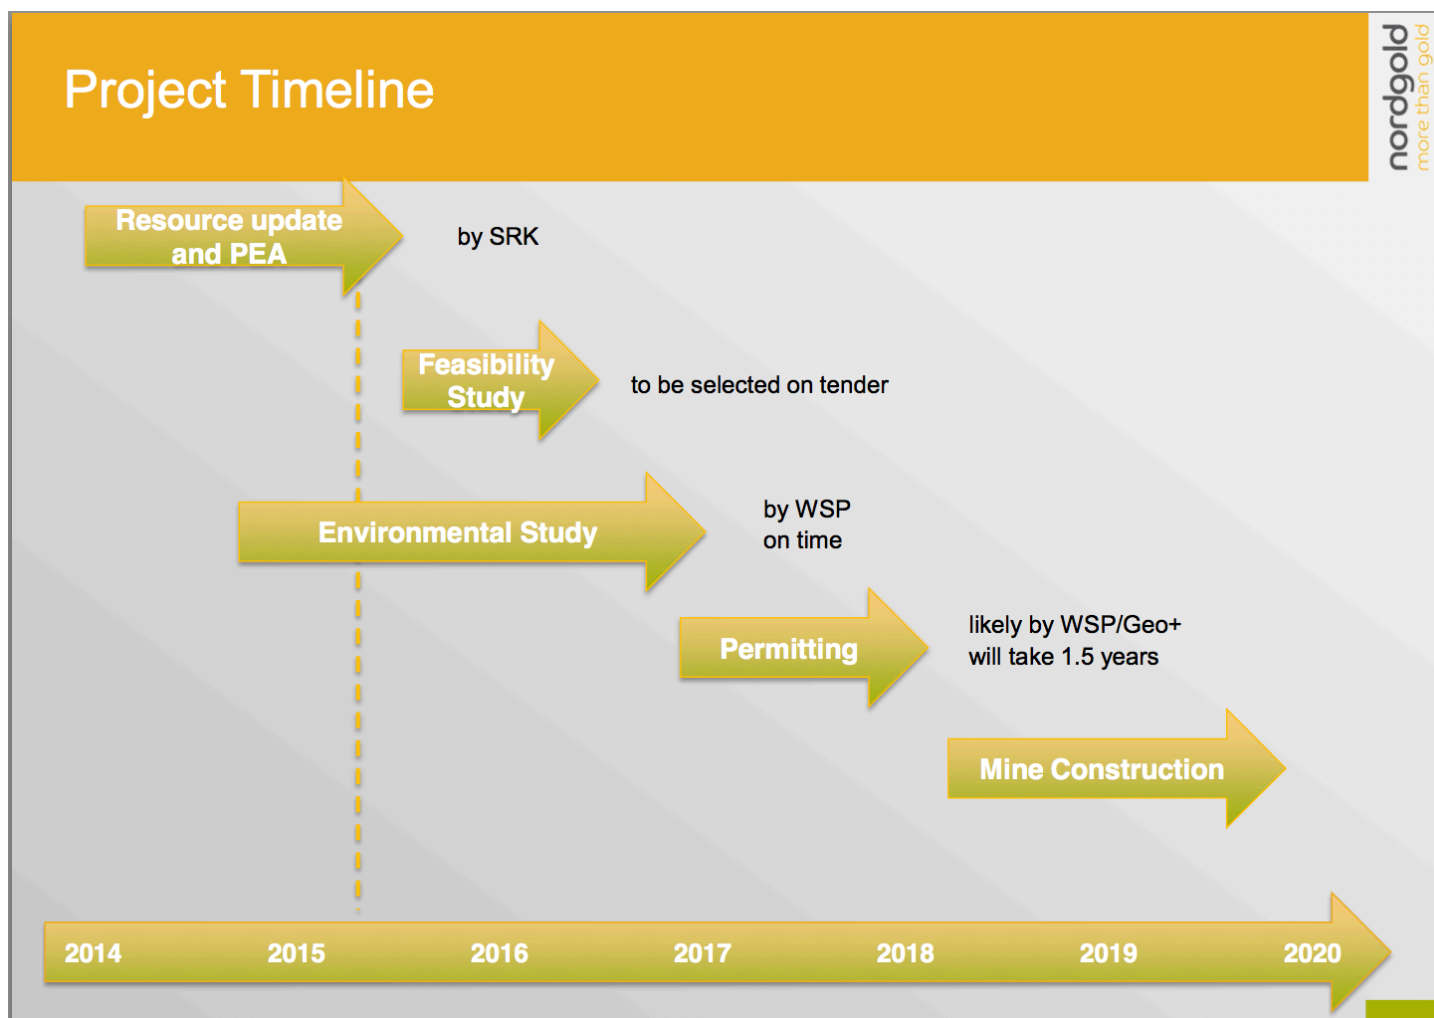 Project Timeline
nordgold
more than gold
Resource update
and PEA
by SRK
Feasibility
Study
to be selected on tender
Environmental Study
by WSP
on time
Permitting
likely by WSP/Geo+
will take 1.5 years
Mine Construction
2014 2015 2016 2017 2018 2019 2020